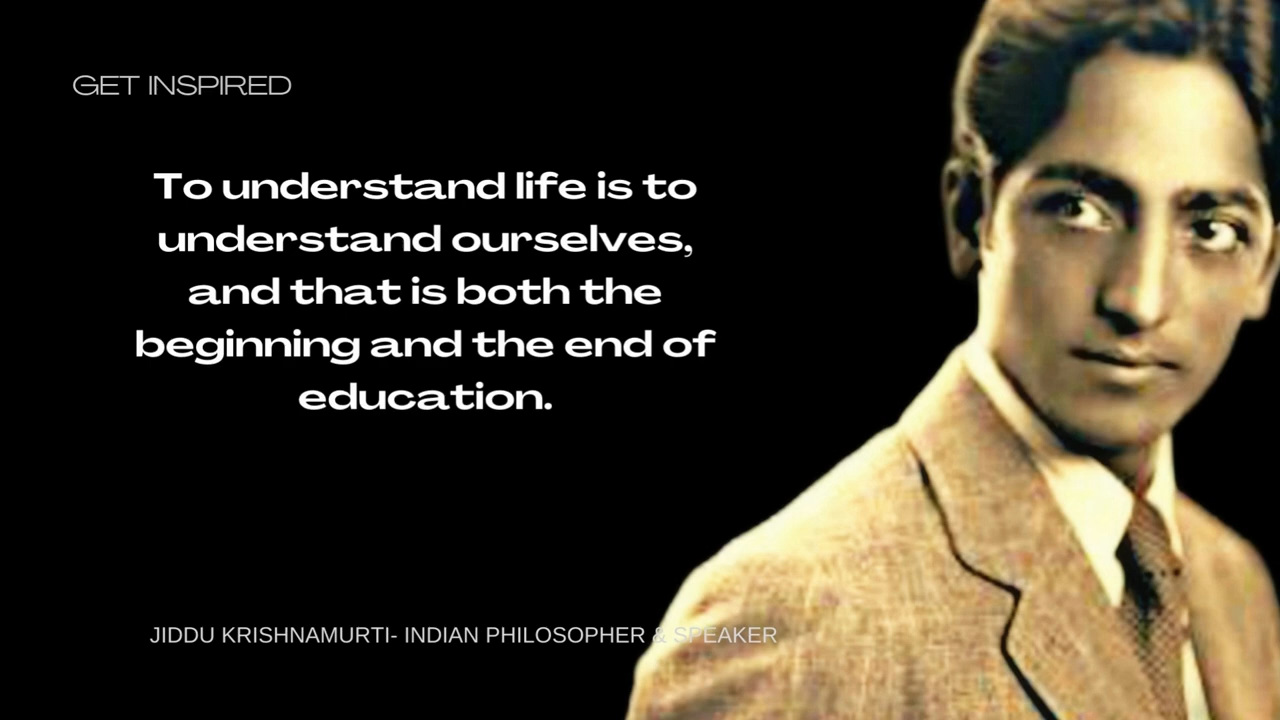 GET INSPIRED
To understand life is to
understand ourselves,
and that is both the
beginning and the end of
education.
JIDDU KRISHNAMURTI- INDIAN PHILOSOPHER & SPEAKER